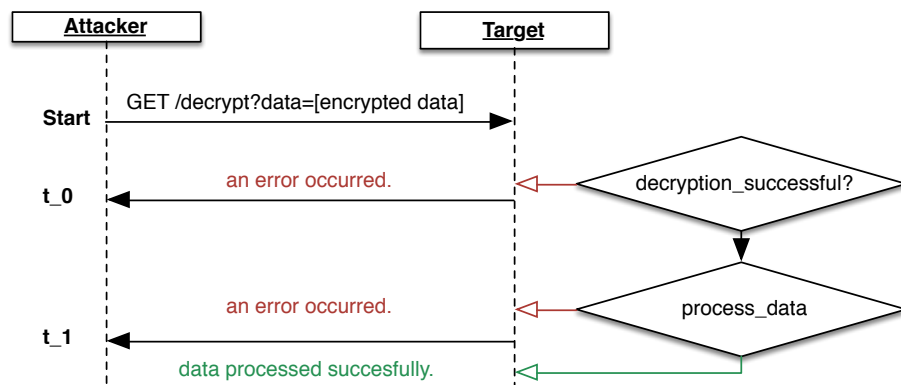 Attacker
Target
GET /decrypt?data=[encrypted data]
Start
an error occurred.
decryption_successful?
t_0
an error occurred.
process_data
t_1
data processed succesfully.